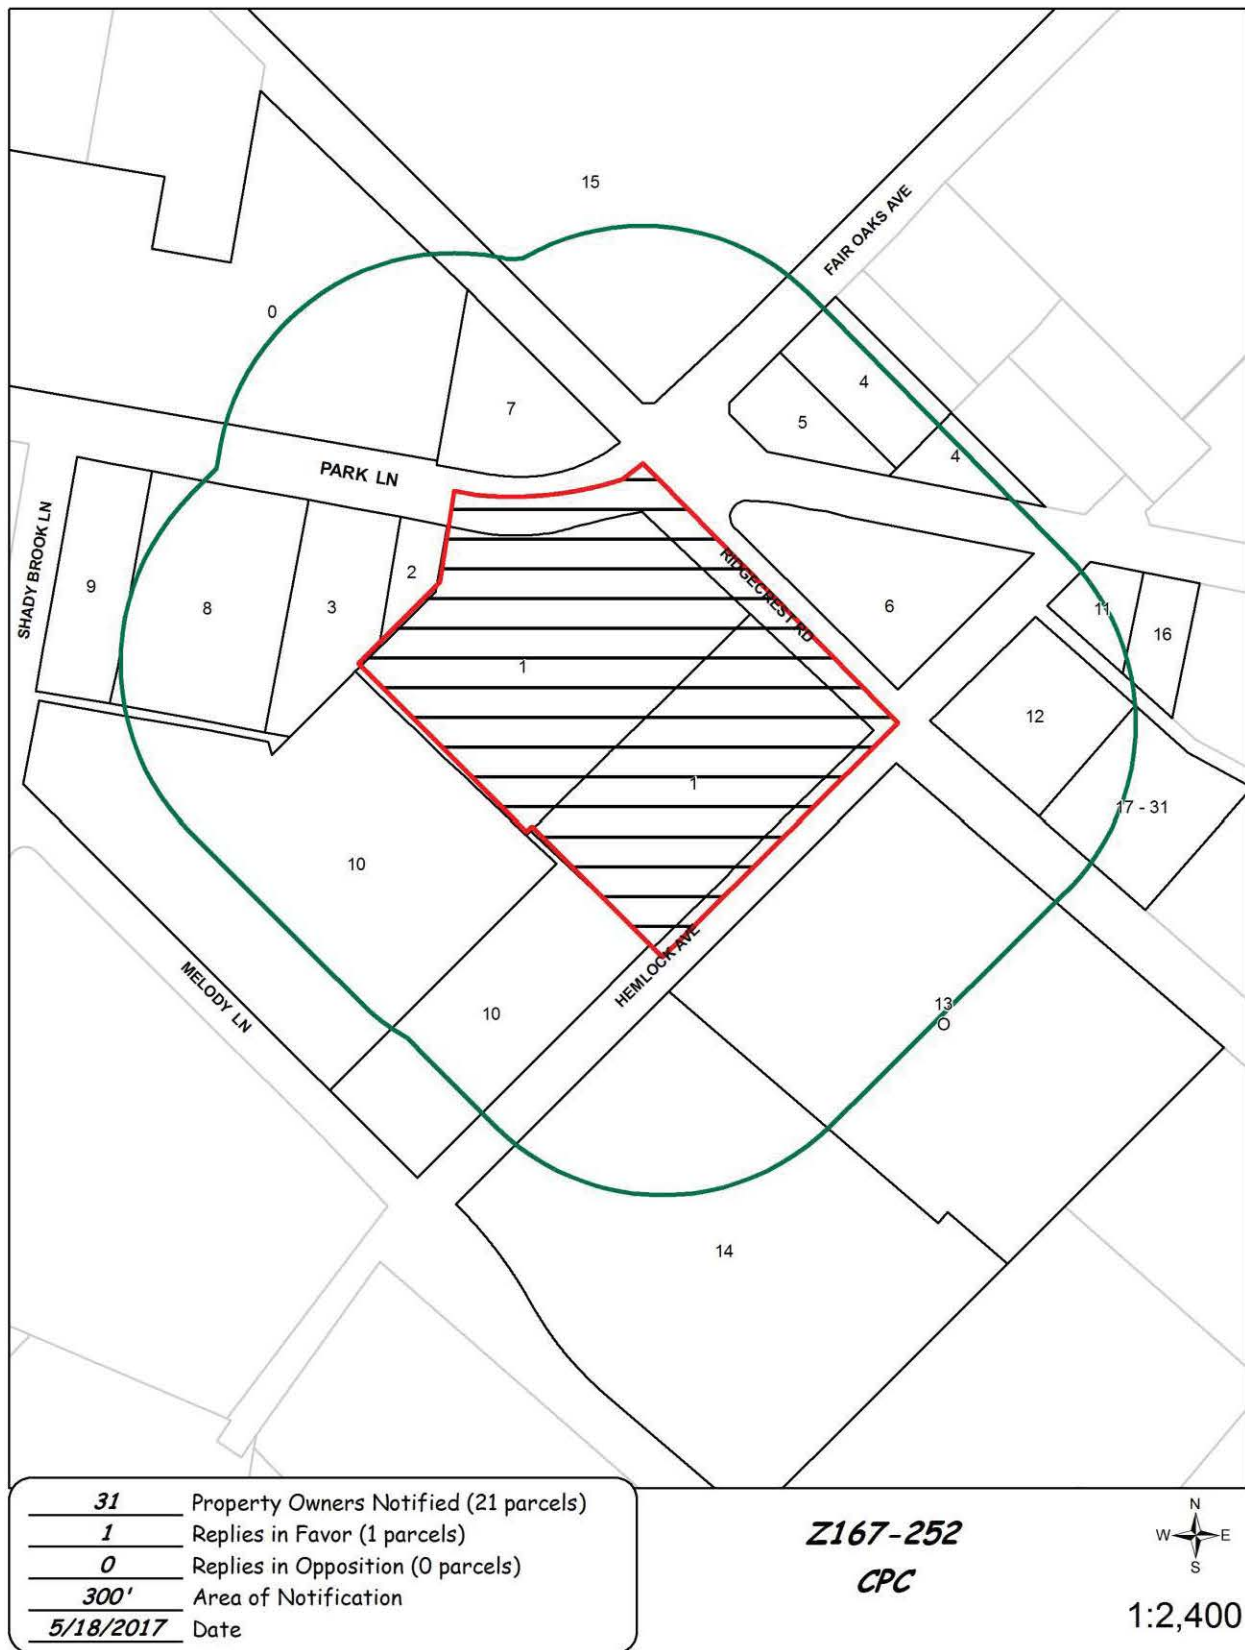 15
FAIR OAKS AVE
0
4
7
5
4
PARK LN
SHADY BROOK LN
RIDGECREST RD
2
9
8
3
6
11
16
1
12
1
17 - 31
10
HEMLOCK AVE
MELODY LN
10
13
O
14
31 Property Owners Notified (21 parcels)
1 Replies in Favor (1 parcels)
0 Replies in Opposition (0 parcels)
300' Area of Notification
5/18/2017 Date
Z167-252
CPC
N
W E
S
1:2,400